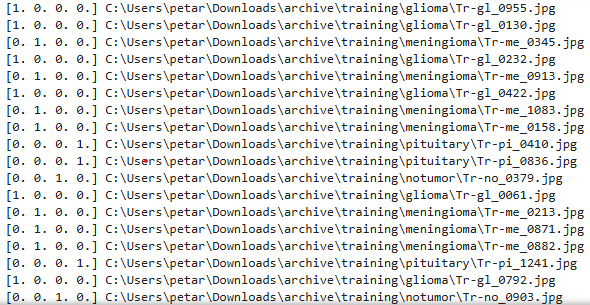 [1. 0. 0. 0.] C:\Users\petar\Downloads\archive\training\glioma\Tr-gl_0955.jpg
[1. 0. 0. 0.] C:\Users\petar\Downloads\archive\training\glioma\Tr-gl_0130.jpg
[0. 1. 0. 0.] C:\Users\petar\Downloads\archive\training\meningioma\Tr-me_0345.jpg
[1. 0. 0. 0.] C:\Users\petar\Downloads\archive\training\glioma\Tr-gl_0232.jpg
[0. 1. 0. 0.] C:\Users\petar\Downloads\archive\training\meningioma\Tr-me_0913.jpg
[1. 0. 0. 0.] C:\Users\petar\Downloads\archive\training\glioma\Tr-gl_0422.jpg
[0. 1. 0. 0.] C:\Users\petar\Downloads\archive\training\meningioma\Tr-me_1083.jpg
[0. 1. 0. 0.] C:\Users\petar\Downloads\archive\training\meningioma\Tr-me_0158.jpg
[0. 0. 0. 1.] C:\Users\petar\Downloads\archive\training\pituitary\Tr-pi_0410.jpg
[0. 0. 0. 1.] C:\Users\petar\Downloads\archive\training\pituitary\Tr-pi_0836.jpg
[0. 0. 1. 0.] C:\Users\petar\Downloads\archive\training\notumor\Tr-no_0379.jpg
[1. 0. 0. 0.] C:\Users\petar\Downloads\archive\training\glioma\Tr-gl_0061.jpg
[0. 1. 0. 0.] C:\Users\petar\Downloads\archive\training\meningioma\Tr-me_0213.jpg
[0. 1. 0. 0.] C:\Users\petar\Downloads\archive\training\meningioma\Tr-me_0871.jpg
[0. 1. 0. 0.] C:\Users\petar\Downloads\archive\training\meningioma\Tr-me_0882.jpg
[0. 0. 0. 1.] C:\Users\petar\Downloads\archive\training\pituitary\Tr-pi_1241.jpg
[1. 0. 0. 0.] C:\Users\petar\Downloads\archive\training\glioma\Tr-gl_0792.jpg
[0. 0. 1. 0.] C:\Users\petar\Downloads\archive\training\notumor\Tr-no_0903.jpg